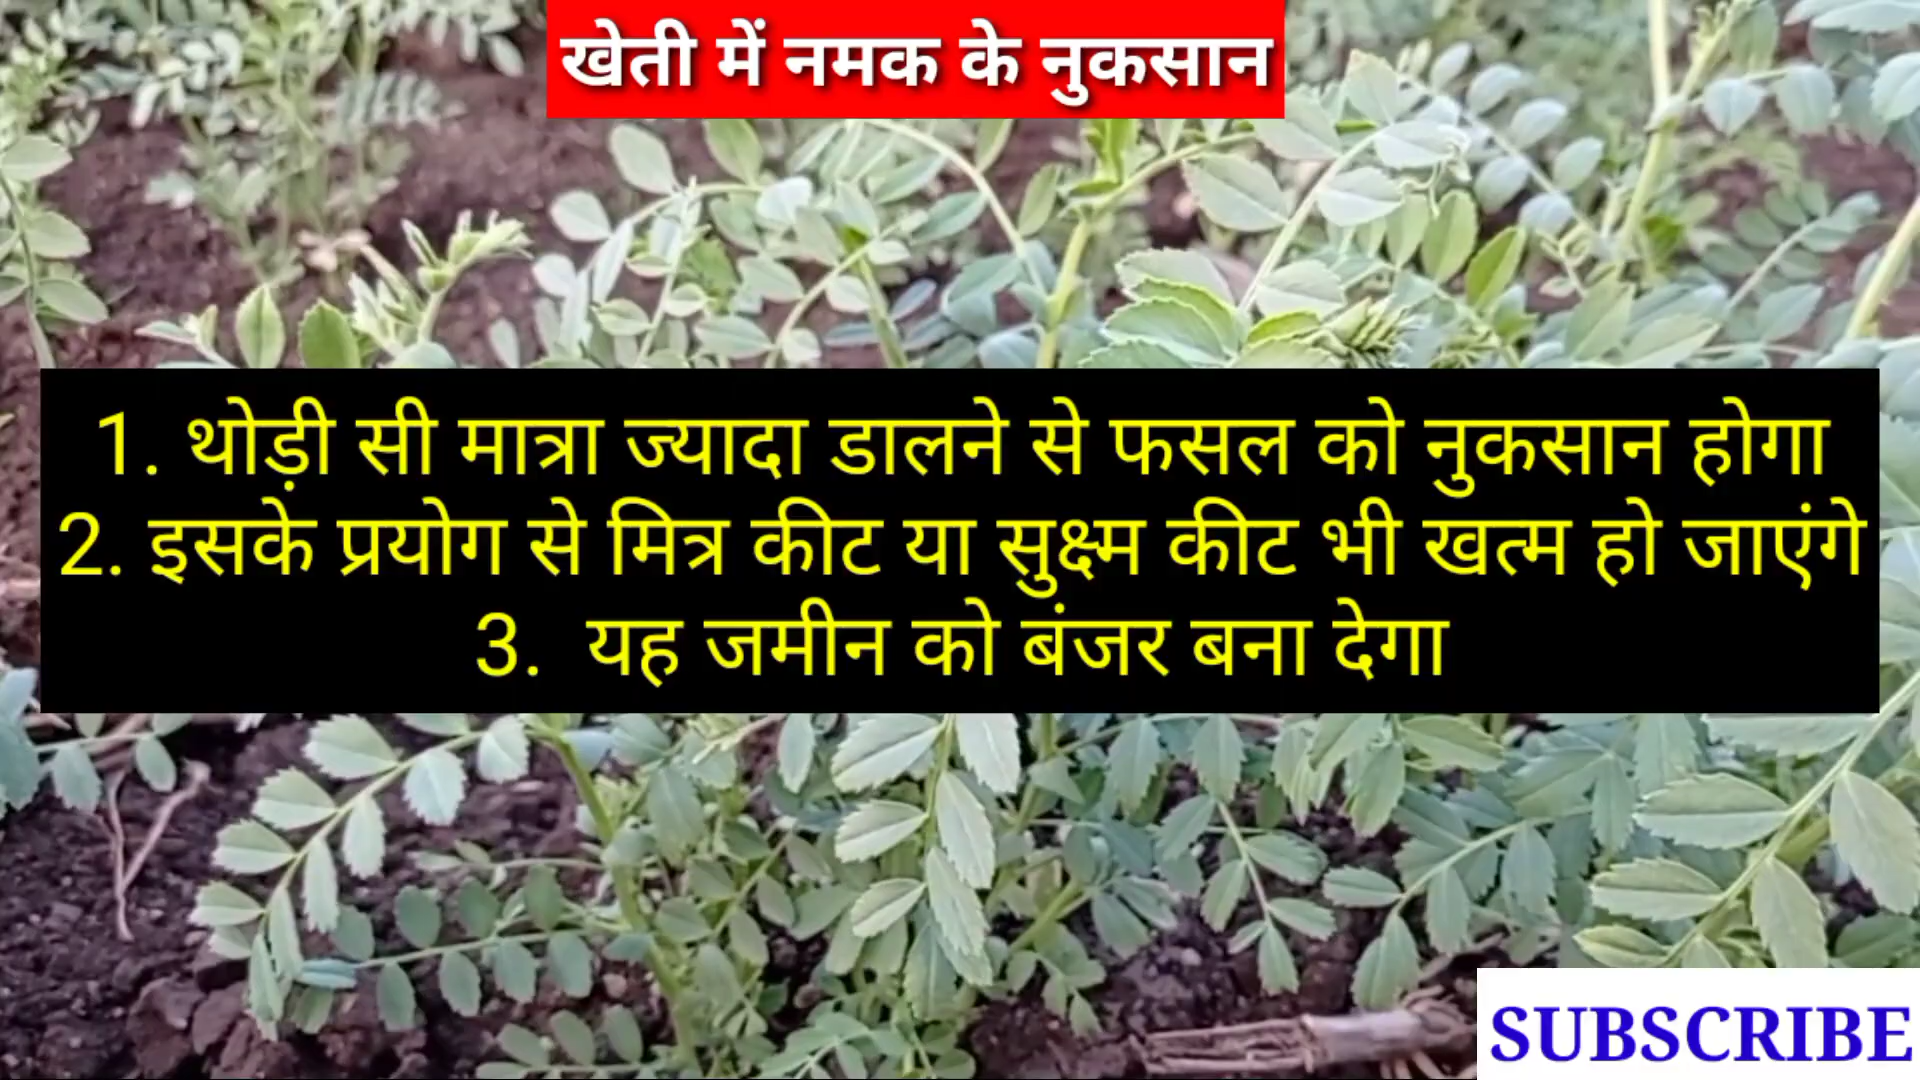 खेती में नमक के नुकसान
1. थोड़ी सी मात्रा ज्यादा डालने से फसल को नुकसान होगा
2. इसके प्रयोग से मित्र कीट या सुक्ष्म कीट भी खत्म हो जाएंगे
3. यह जमीन को बंजर बना देगा
SUBSCRIBE